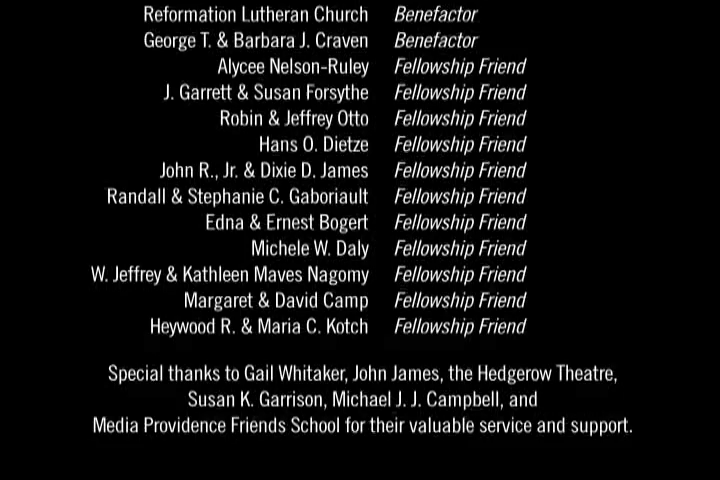 Reformation Lutheran Church Benefactor
George T. & Barbara J. Craven Benefactor
Alycee Nelson-Ruley Fellowship Friend
J. Garrett & Susan Forsythe Fellowship Friend
Robin & Jeffrey Otto Fellowship Friend
Hans O. Dietze Fellowship Friend
John R., Jr. & Dixie D. James Fellowship Friend
Randall & Stephanie C. Gaboriault Fellowship Friend
Edna & Ernest Bogert Fellowship Friend
Michele W. Daly Fellowship Friend
W. Jeffrey & Kathleen Maves Nagomy Fellowship Friend
Margaret & David Camp Fellowship Friend
Heywood R. & Maria C. Kotch Fellowship Friend
Special thanks to Gail Whitaker, John James, the Hedgerow Theatre,
Susan K. Garrison, Michael J. J. Campbell, and
Media Providence Friends School for their valuable service and support.